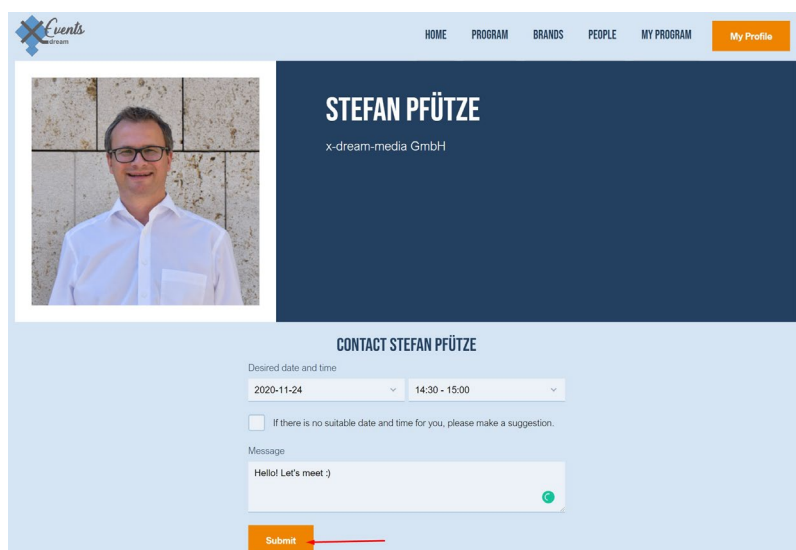 Events
dream
HOME PROGRAM BRANDS PEOPLE MY PROGRAM My Profile
STEFAN PFÜTZE
x-dream-media GmbH
CONTACT STEFAN PFÜTZE
Desired date and time
2020-11-24 14:30 - 15:00
If there is no suitable date and time for you, please make a suggestion.
Message
Hello! Let's meet :)
Submit